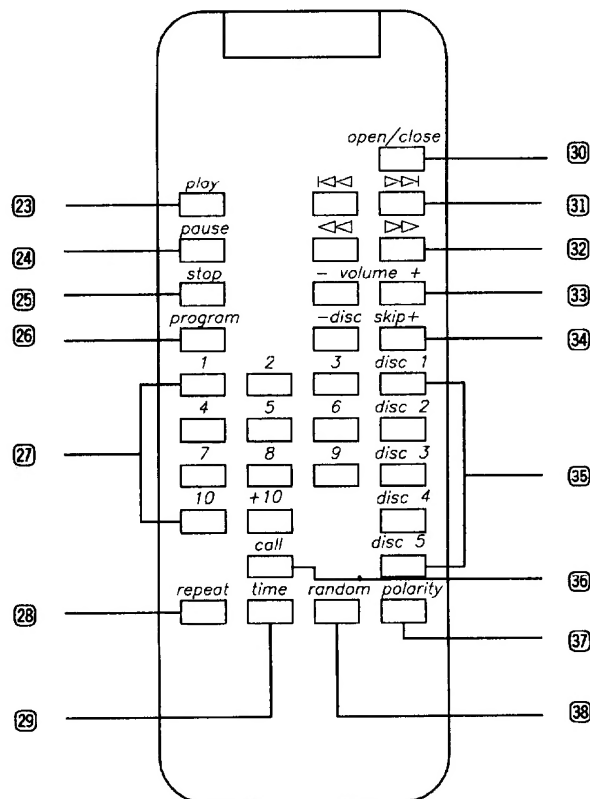 open/close
30
23
play
31
24
pause
32
25
stop
- volume +
33
26
program
-disc skip+
34
1 2 3 disc 1
4 5 6 disc 2
27
7 8 9 disc 3
35
10 +10 disc 4
call disc 5
36
28
repeat time random polarity
37
29
38